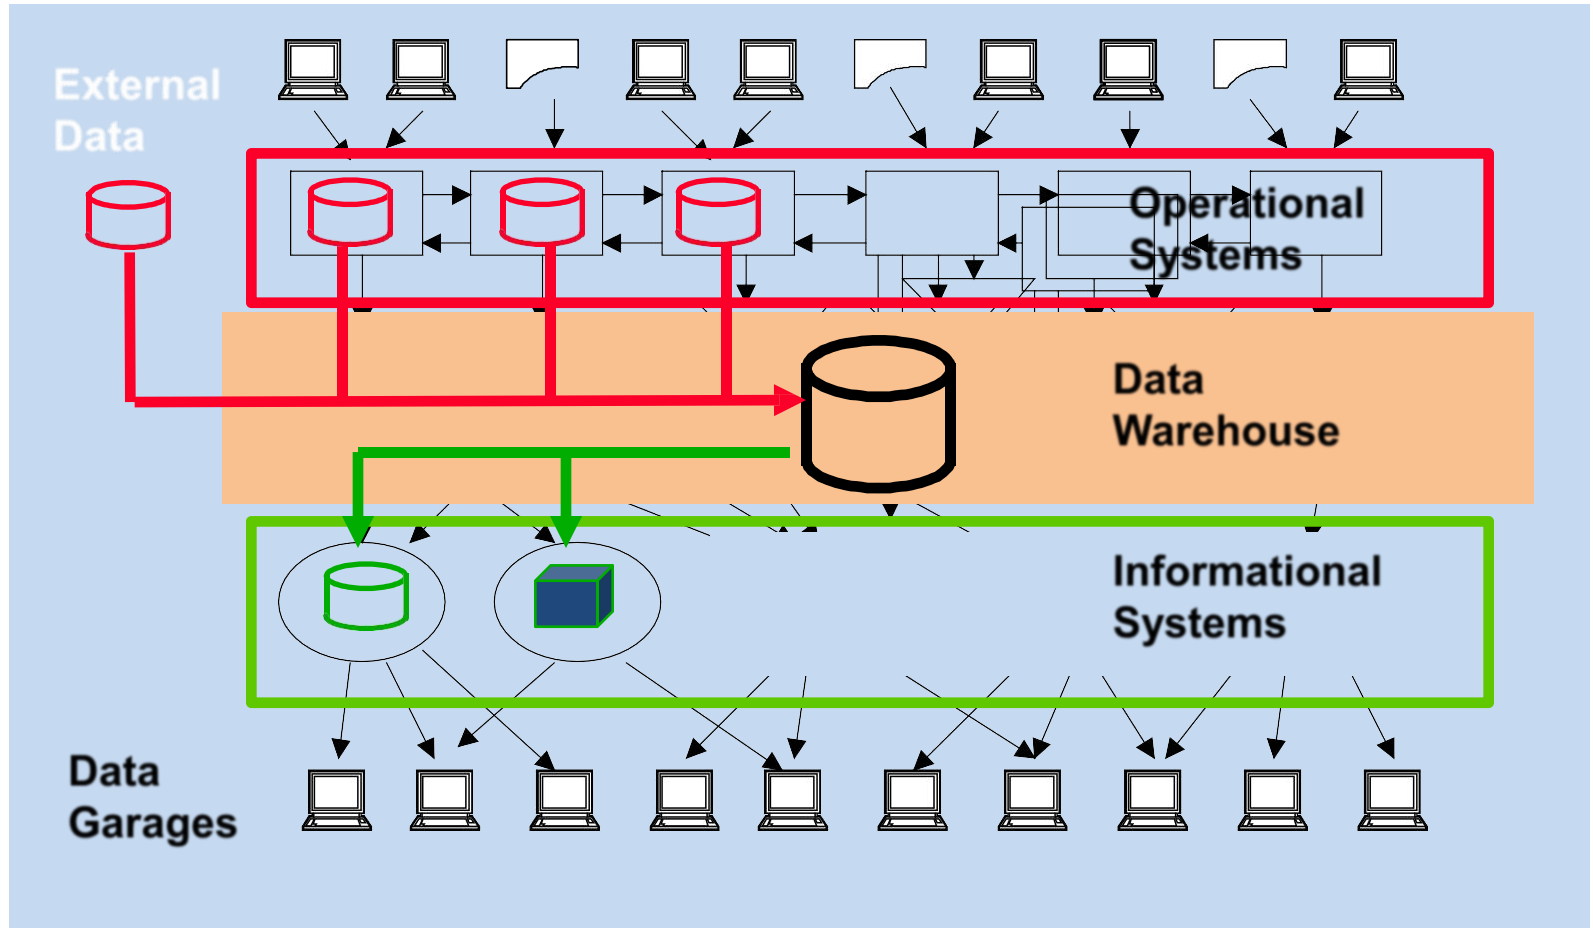 External
Data
Operational
Systems
Data
Warehouse
Informational
Systems
Data
Garages